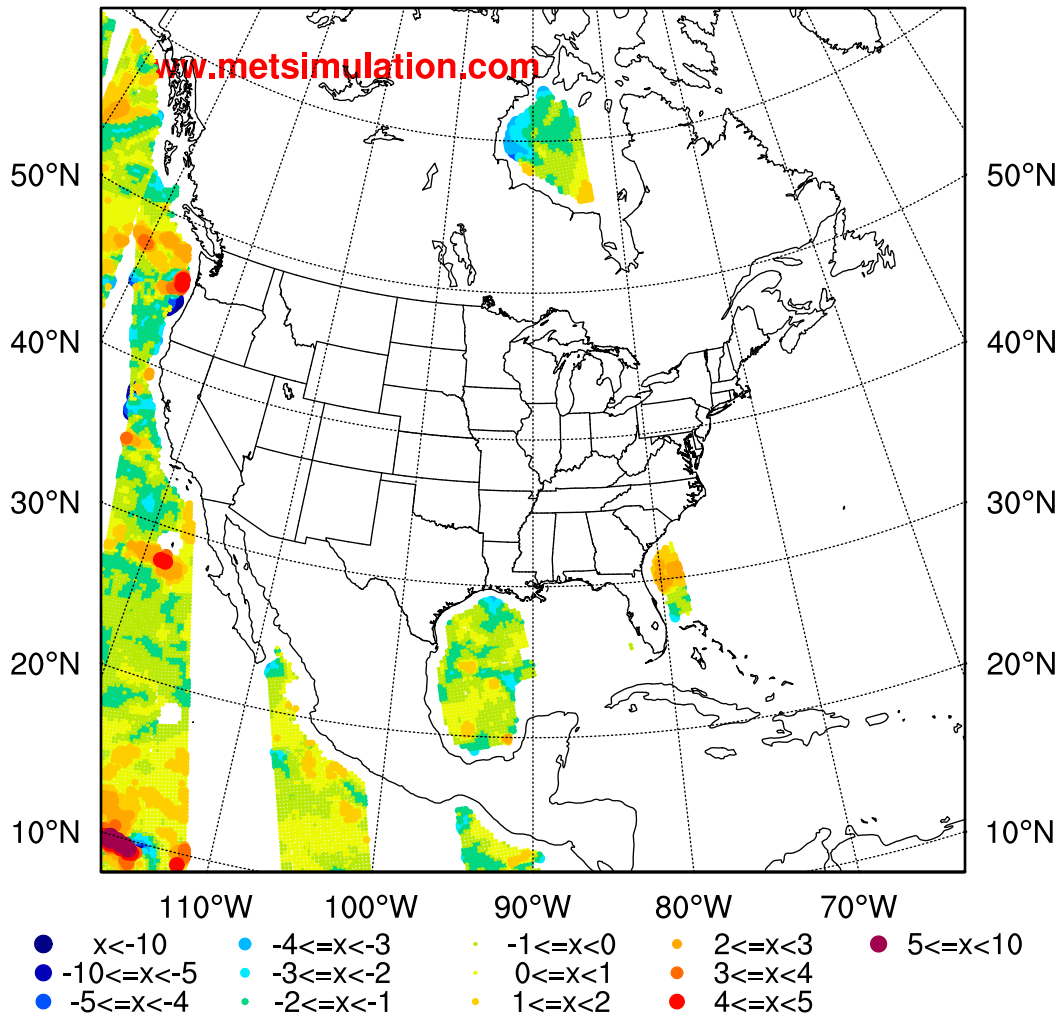 ww.metsimulation.com
50°N 50°N
40°N 40°N
30°N 30°N
20°N 20°N
10°N 10°N
110°W 100°W 90°W 80°W 70°W
x<-10 -4<=x<-3 -1<=x<0 2<=x<3 5<=x<10
-10<=x<-5 -3<=x<-2 0<=x<1 3<=x<4
-5<=x<-4 -2<=x<-1 1<=x<2 4<=x<5